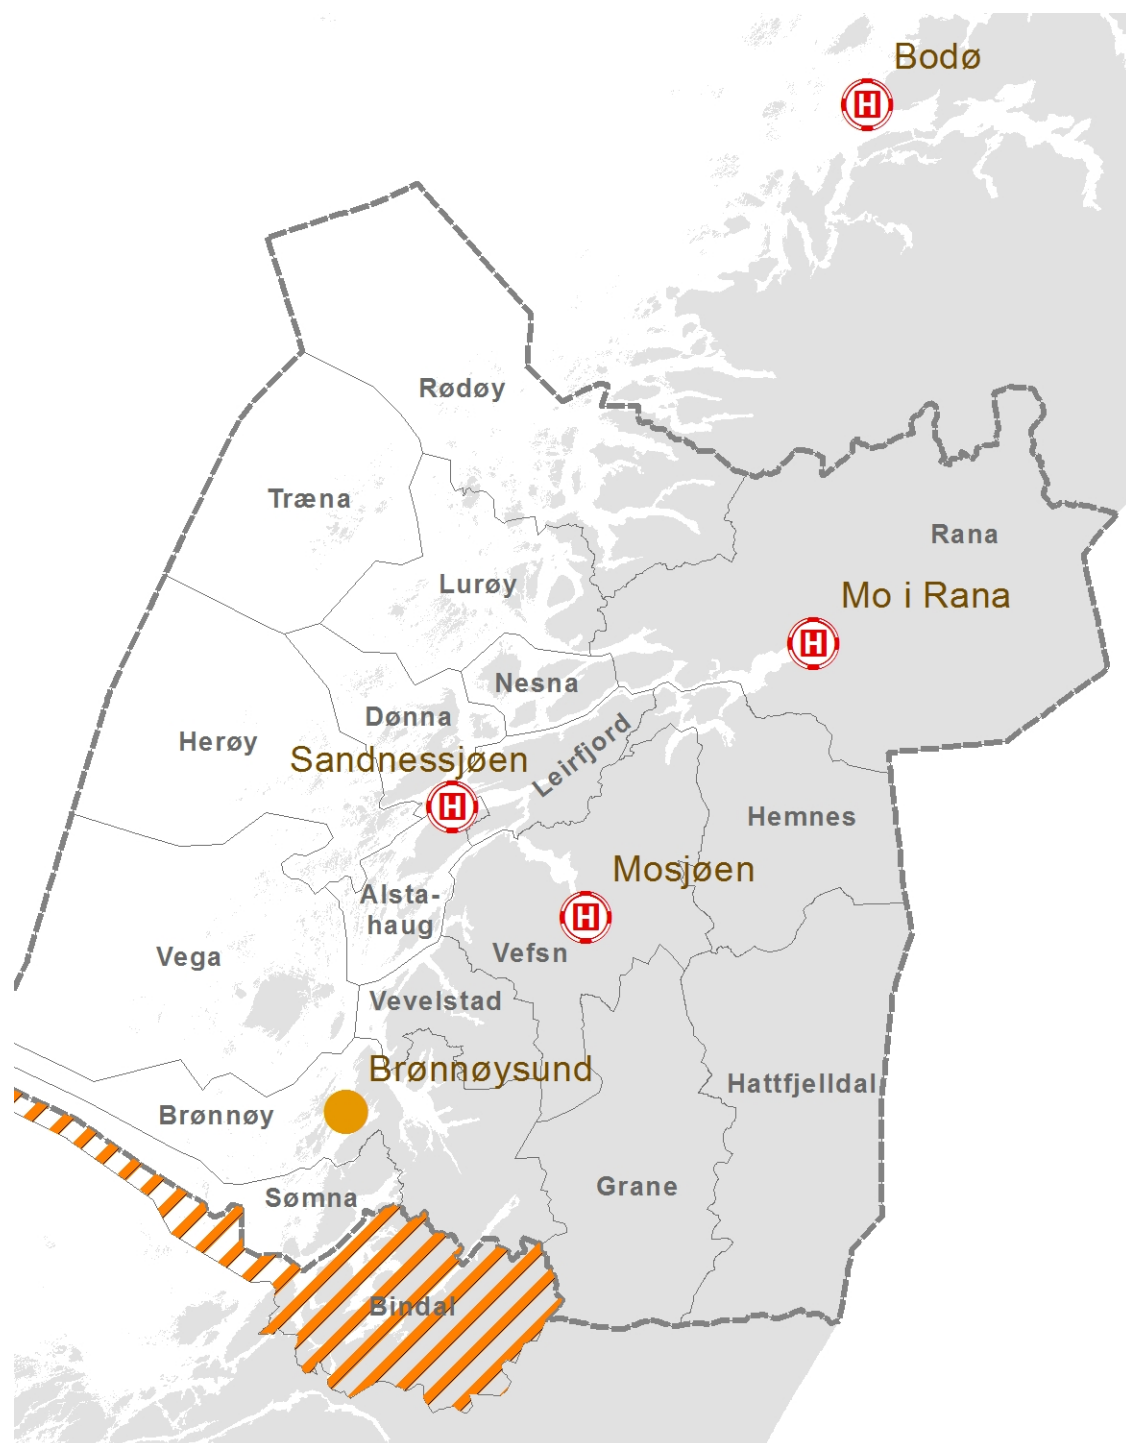 Bodø
H
Rødøy
Træna
Rana
Lurøy
Mo i Rana
H
Nesna
Dønna
Herøy
Leirfjord
Sandnessjøen
H
Hemnes
Mosjøen
Alsta-
haug
H
Vefsn
Vega
Vevelstad
Brønnøysund
Hattfjelldal
Brønnøy
Grane
Sømna
Bindal